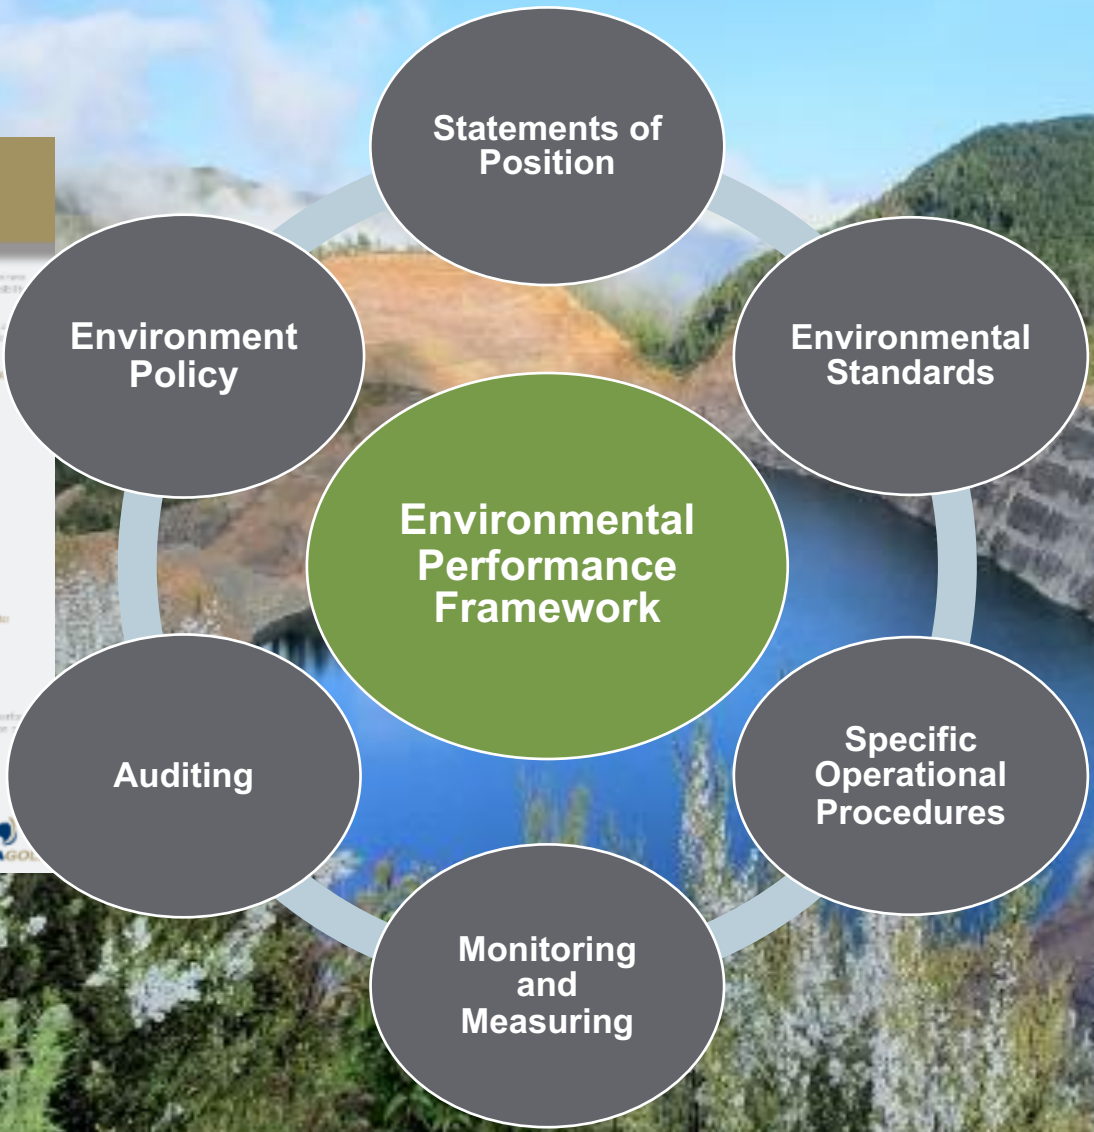 Statements of
Position
Environmental
Standards
Specific
Operational
Procedures
Monitoring
and
Measuring
Auditing
Environment
Policy
Environmental
Performance
Framework